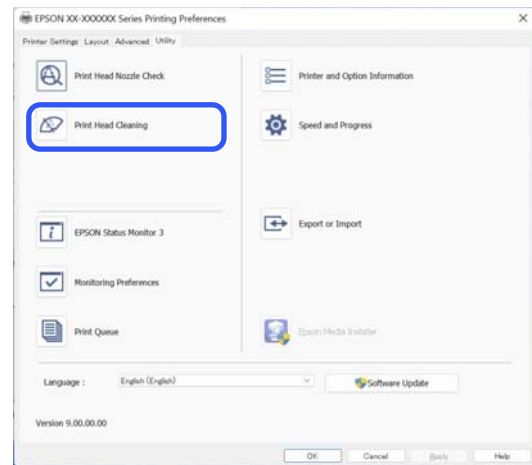 EPSON XX-XXXXXX Series Printing Preferences
Printer Settings Layout Advanced Utility
Print Head Nozzle Check
Printer and Option Information
Print Head Cleaning
Speed and Progress
EPSON Status Monitor 3
Export or Import
Monitoring Preferences
Print Queue
Epson Media Installer
Language :
English (English)
Software Update
Version 9.00.00.00
OK Cancel Apply Help